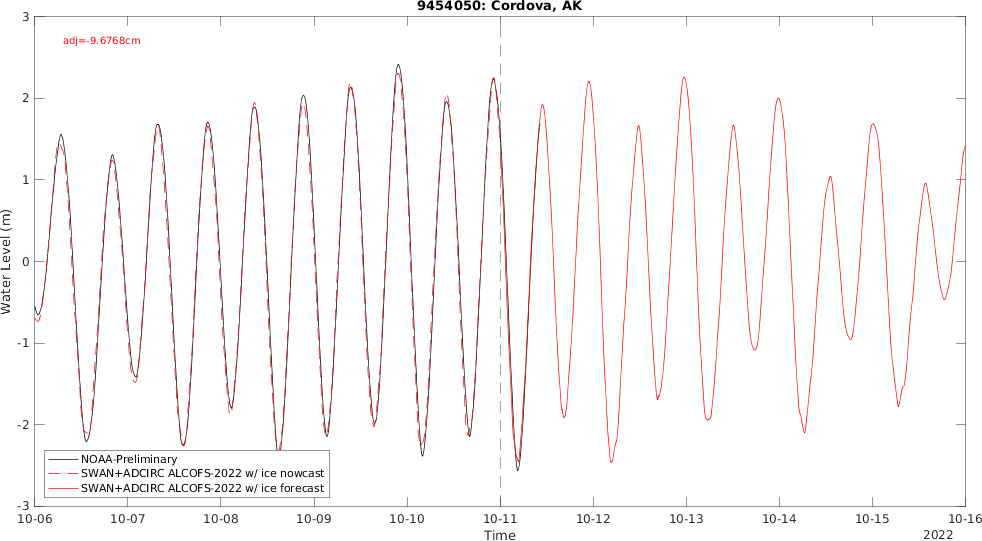 9454050: Cordova, AK
3
adj=-9.6768cm
2
1
0
-1
-2
-3
Water Level (m)
NOAA-Preliminary
SWAN+ADCIRC ALCOFS-2022 w/ ice nowcast
SWAN+ADCIRC ALCOFS-2022 w/ ice forecast
10-06 10-07 10-08 10-09 10-10 10-11 10-12 10-13 10-14 10-15 10-16
Time
2022